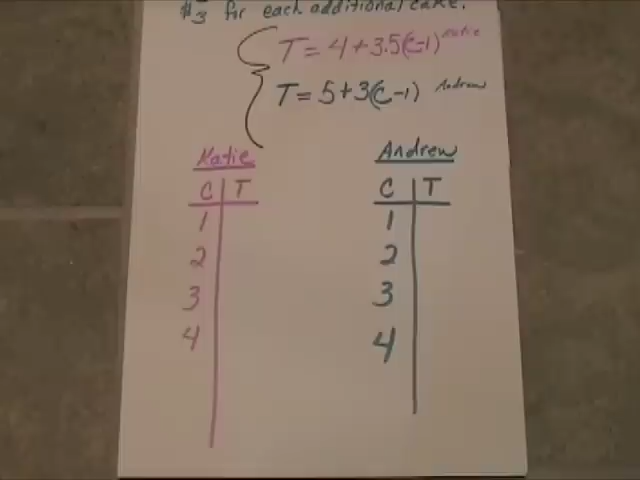 $3 for each additional cake.
T = 4 + 3.5(c-1) Katie
T = 5 + 3(c-1) Andrew
Katie
C T
1
2
3
4
Andrew
C T
1
2
3
4